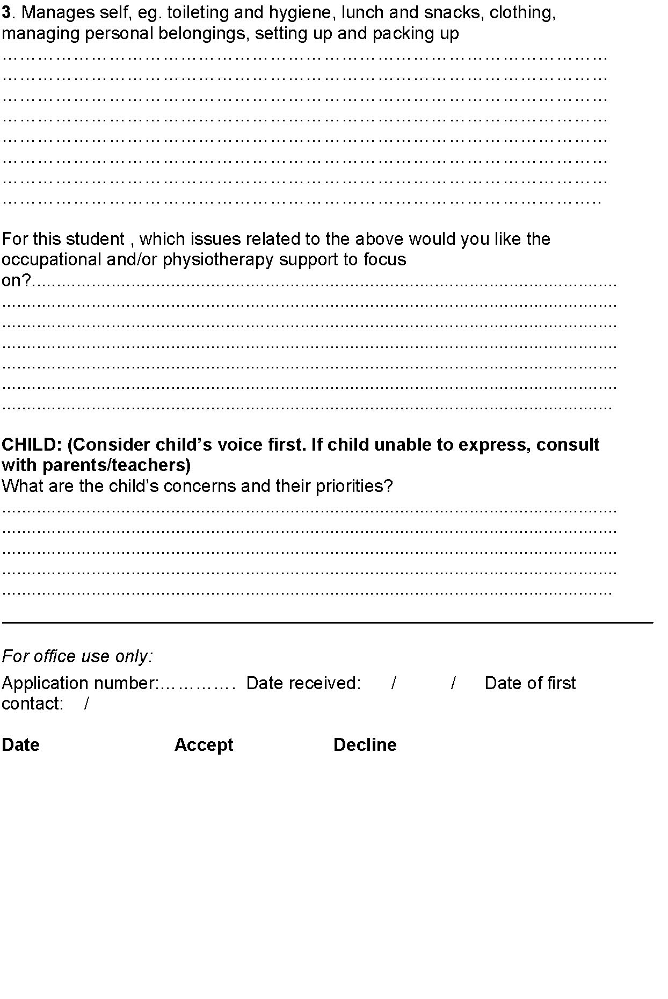 3. Manages self, eg. toileting and hygiene, lunch and snacks, clothing,
managing personal belongings, setting up and packing up
……………………………………………………………………………………………
……………………………………………………………………………………………
……………………………………………………………………………………………
……………………………………………………………………………………………
……………………………………………………………………………………………
……………………………………………………………………………………………
……………………………………………………………………………………………
…………………………………………………………………………………………..
For this student , which issues related to the above would you like the
occupational and/or physiotherapy support to focus
on?......................................................................................................................
............................................................................................................................
............................................................................................................................
............................................................................................................................
............................................................................................................................
............................................................................................................................
...........................................................................................................................
CHILD: (Consider child’s voice first. If child unable to express, consult
with parents/teachers)
What are the child’s concerns and their priorities?
............................................................................................................................
............................................................................................................................
............................................................................................................................
............................................................................................................................
...........................................................................................................................
For office use only:
Application number:…………. Date received: / / Date of first
contact: /
Date Accept Decline